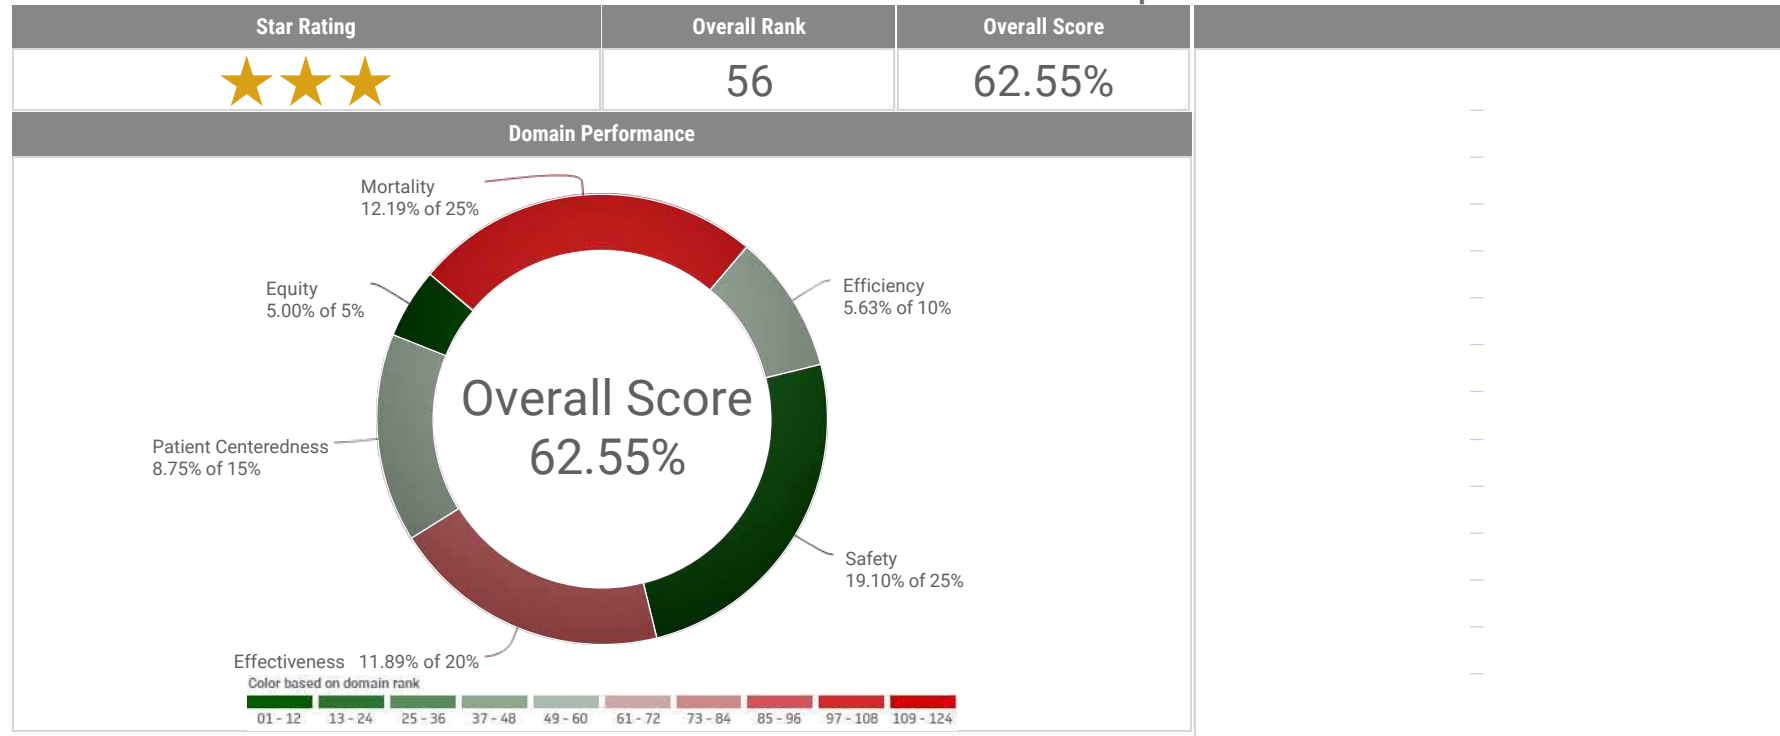 Star Rating
Overall Rank
Overall Score
56
62.55%
Domain Performance
Mortality
12.19% of 25%
Equity
5.00% of 5%
Efficiency
5.63% of 10%
Overall Score
62.55%
Patient Centeredness
8.75% of 15%
Safety
19.10% of 25%
Effectiveness 11.89% of 20%
Color based on domain rank
01 - 12 13 - 24 25 - 36 37 - 48 49 - 60 61 - 72 73 - 84 85 - 96 97 - 108 109 - 124